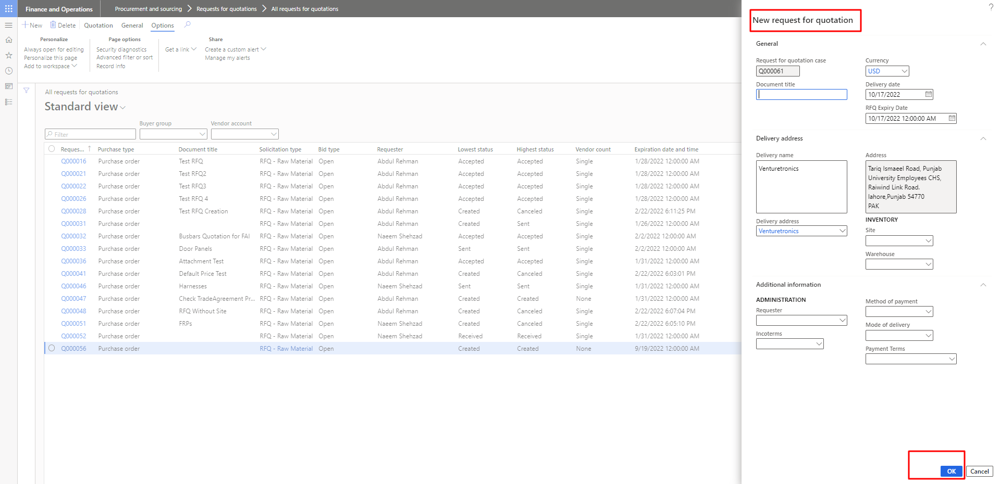 Finance and Operations
Procurement and sourcing > Requests for quotations > All requests for quotations
?
New Delete Quotation General Options
Personalize
Always open for editing
Personalize this page
Add to workspace
Page options
Security diagnostics
Advanced filter or sort
Record info
Get a link
Share
Create a custom alert
Manage my alerts
All requests for quotations
Standard view
Buyer group Vendor account
Filter
Reques... ↑ Purchase type Document title Solicitation type Bid type Requester Lowest status Highest status Vendor count Expiration date and time
Q000016 Purchase order Test RFQ RFQ - Raw Material Open Abdul Rehman Accepted Accepted Single 1/28/2022 12:00:00 AM
Q000021 Purchase order Test RFQ2 RFQ - Raw Material Open Abdul Rehman Accepted Accepted Single 1/28/2022 12:00:00 AM
Q000022 Purchase order Test RFQ3 RFQ - Raw Material Open Abdul Rehman Accepted Accepted Single 1/28/2022 12:00:00 AM
Q000026 Purchase order Test RFQ 4 RFQ - Raw Material Open Abdul Rehman Accepted Accepted Single 1/28/2022 12:00:00 AM
Q000028 Purchase order Test RFQ Creation RFQ - Raw Material Open Abdul Rehman Created Canceled Single 2/22/2022 6:11:25 PM
Q000031 Purchase order RFQ - Raw Material Open Abdul Rehman Created Sent Single 1/26/2022 12:00:00 AM
Q000032 Purchase order Busbars Quotation for FAI RFQ - Raw Material Open Naeem Shehzad Accepted Accepted Single 2/2/2022 12:00:00 AM
Q000033 Purchase order Door Panels RFQ - Raw Material Open Abdul Rehman Sent Sent Single 2/2/2022 12:00:00 AM
Q000036 Purchase order Attachment Test RFQ - Raw Material Open Abdul Rehman Accepted Accepted Single 1/31/2022 12:00:00 AM
Q000041 Purchase order Default Price Test RFQ - Raw Material Open Abdul Rehman Created Canceled Single 2/22/2022 6:03:01 PM
Q000046 Purchase order Harnesses RFQ - Raw Material Open Naeem Shehzad Sent Sent Single 1/31/2022 12:00:00 AM
Q000047 Purchase order Check TradeAgreement Pr... RFQ - Raw Material Open Abdul Rehman Created Created None 1/31/2022 12:00:00 AM
Q000048 Purchase order RFQ Without Site RFQ - Raw Material Open Abdul Rehman Created Canceled Single 2/22/2022 6:07:04 PM
Q000051 Purchase order FRPs RFQ - Raw Material Open Naeem Shehzad Created Canceled Single 2/22/2022 6:05:10 PM
Q000052 Purchase order RFQ - Raw Material Open Naeem Shehzad Received Received Single 1/31/2022 12:00:00 AM
Q000056 Purchase order RFQ - Raw Material Open Created Created None 9/19/2022 12:00:00 AM
New request for quotation
General
Request for quotation case
Q000061
Document title
Currency
USD
Delivery date
10/17/2022
RFQ Expiry Date
10/17/2022 12:00:00 AM
Delivery address
Delivery name
Venturetronics
Delivery address
Venturetronics
Address
Tariq Ismaeel Road, Punjab
University Employees CHS,
Raiwind Link Road.
lahore,Punjab 54770
PAK
INVENTORY
Site
Warehouse
Additional information
ADMINISTRATION
Requester
Incoterms
Method of payment
Mode of delivery
Payment Terms
OK Cancel